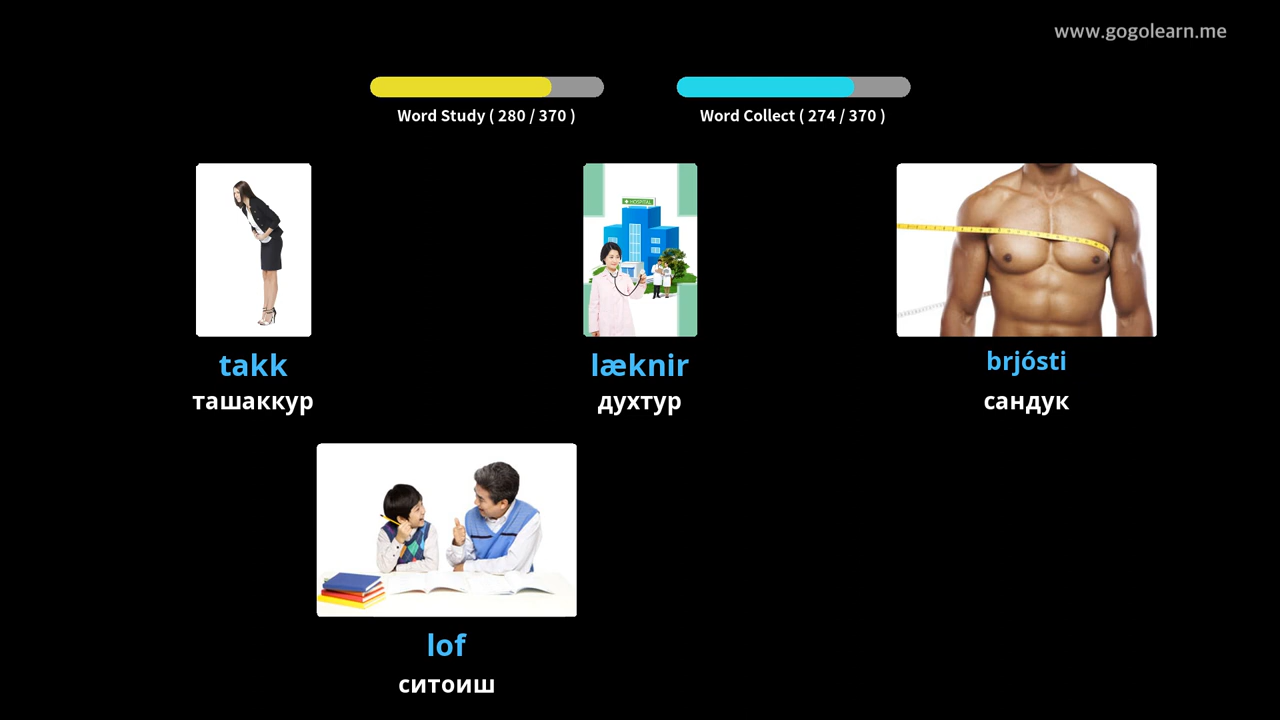 www.gogolearn.me
Word Study ( 280 / 370 )
Word Collect ( 274 / 370 )
HOSPITAL
takk
ташаккур
læknir
духтур
brjósti
сандук
lof
ситоиш